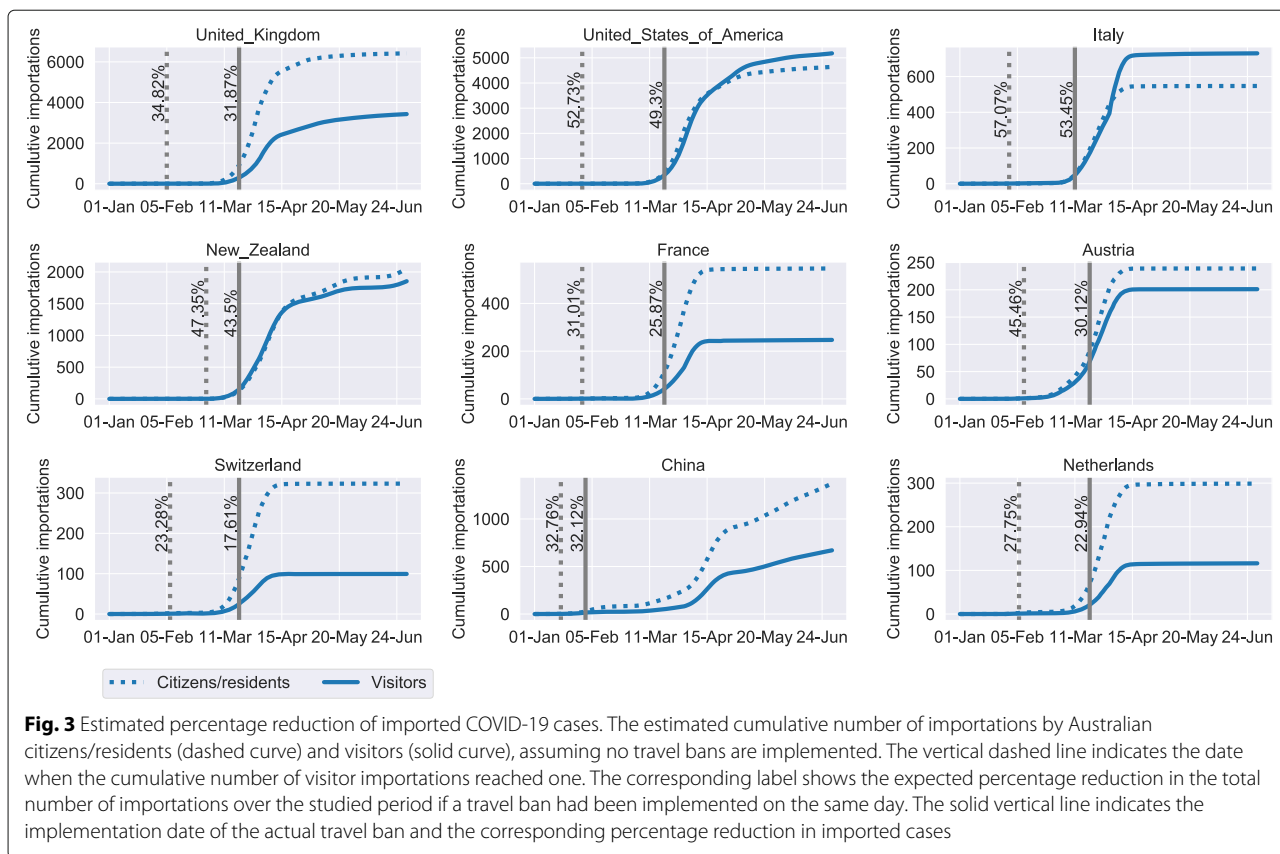 United_Kingdom
Cumulutive importations
6000
4000
2000
0
34.82%
31.87%
01-Jan 05-Feb 11-Mar 15-Apr 20-May 24-Jun
United_States_of_America
Cumulutive importations
5000
4000
3000
2000
1000
0
52.73%
49.3%
01-Jan 05-Feb 11-Mar 15-Apr 20-May 24-Jun
Italy
Cumulutive importations
600
400
200
0
57.07%
53.45%
01-Jan 05-Feb 11-Mar 15-Apr 20-May 24-Jun
New_Zealand
Cumulutive importations
2000
1500
1000
500
0
47.35%
43.5%
01-Jan 05-Feb 11-Mar 15-Apr 20-May 24-Jun
France
Cumulutive importations
400
200
0
31.01%
25.87%
01-Jan 05-Feb 11-Mar 15-Apr 20-May 24-Jun
Austria
Cumulutive importations
250
200
150
100
50
0
45.46%
30.12%
01-Jan 05-Feb 11-Mar 15-Apr 20-May 24-Jun
Switzerland
Cumulutive importations
300
200
100
0
23.28%
17.61%
01-Jan 05-Feb 11-Mar 15-Apr 20-May 24-Jun
China
Cumulutive importations
1000
500
0
32.76%
32.12%
01-Jan 05-Feb 11-Mar 15-Apr 20-May 24-Jun
Netherlands
Cumulutive importations
300
200
100
0
27.75%
22.94%
01-Jan 05-Feb 11-Mar 15-Apr 20-May 24-Jun
Citizens/residents Visitors
Fig. 3 Estimated percentage reduction of imported COVID-19 cases. The estimated cumulative number of importations by Australian
citizens/residents (dashed curve) and visitors (solid curve), assuming no travel bans are implemented. The vertical dashed line indicates the date
when the cumulative number of visitor importations reached one. The corresponding label shows the expected percentage reduction in the total
number of importations over the studied period if a travel ban had been implemented on the same day. The solid vertical line indicates the
implementation date of the actual travel ban and the corresponding percentage reduction in imported cases